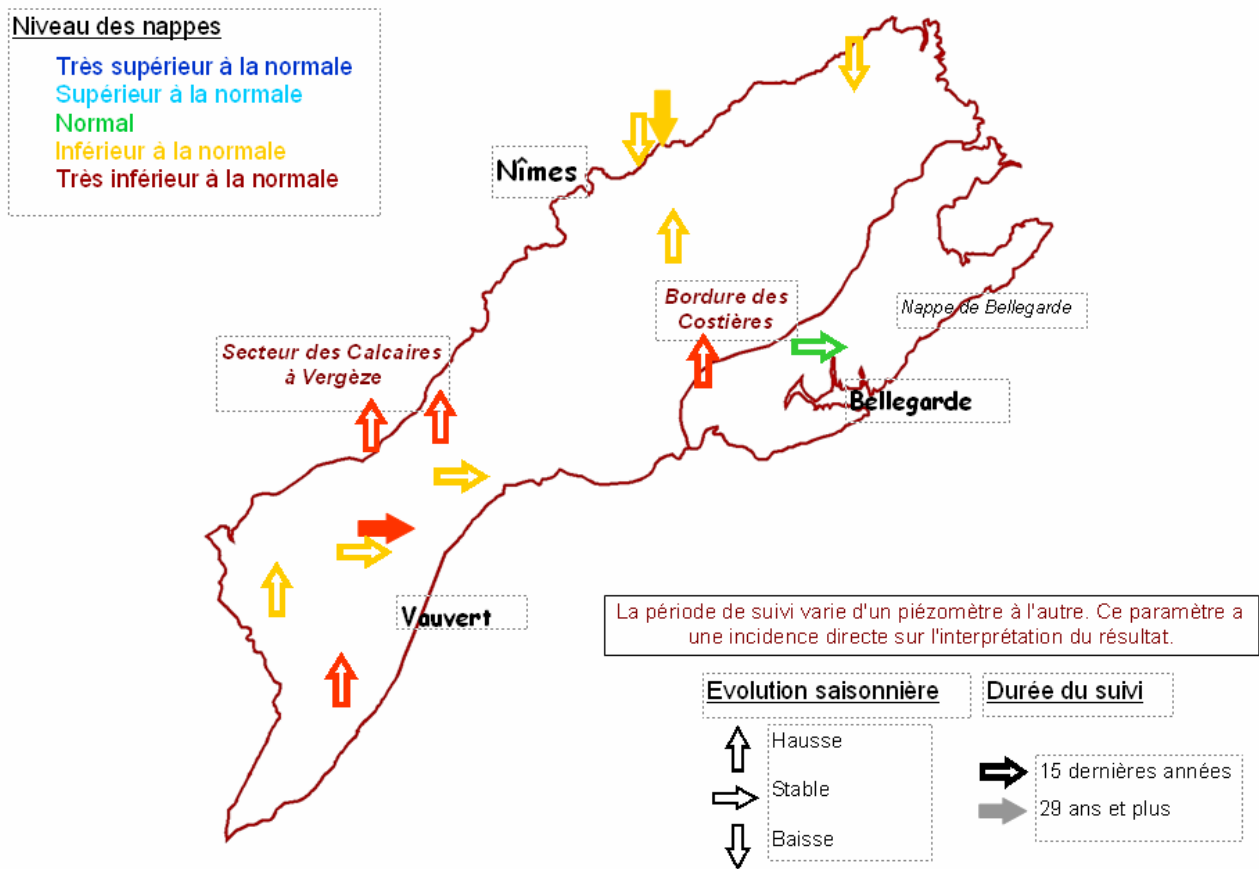 Niveau des nappes
Très supérieur à la normale
Supérieur à la normale
Normal
Inférieur à la normale
Très inférieur à la normale
Nîmes
Bordure des
Costières
Nappe de Bellegarde
Secteur des Calcaires
à Vergèze
Bellegarde
Vauvert
La période de suivi varie d'un piézomètre à l'autre. Ce paramètre a
une incidence directe sur l'interprétation du résultat.
Evolution saisonnière
Hausse
Stable
Baisse
Durée du suivi
15 dernières années
29 ans et plus